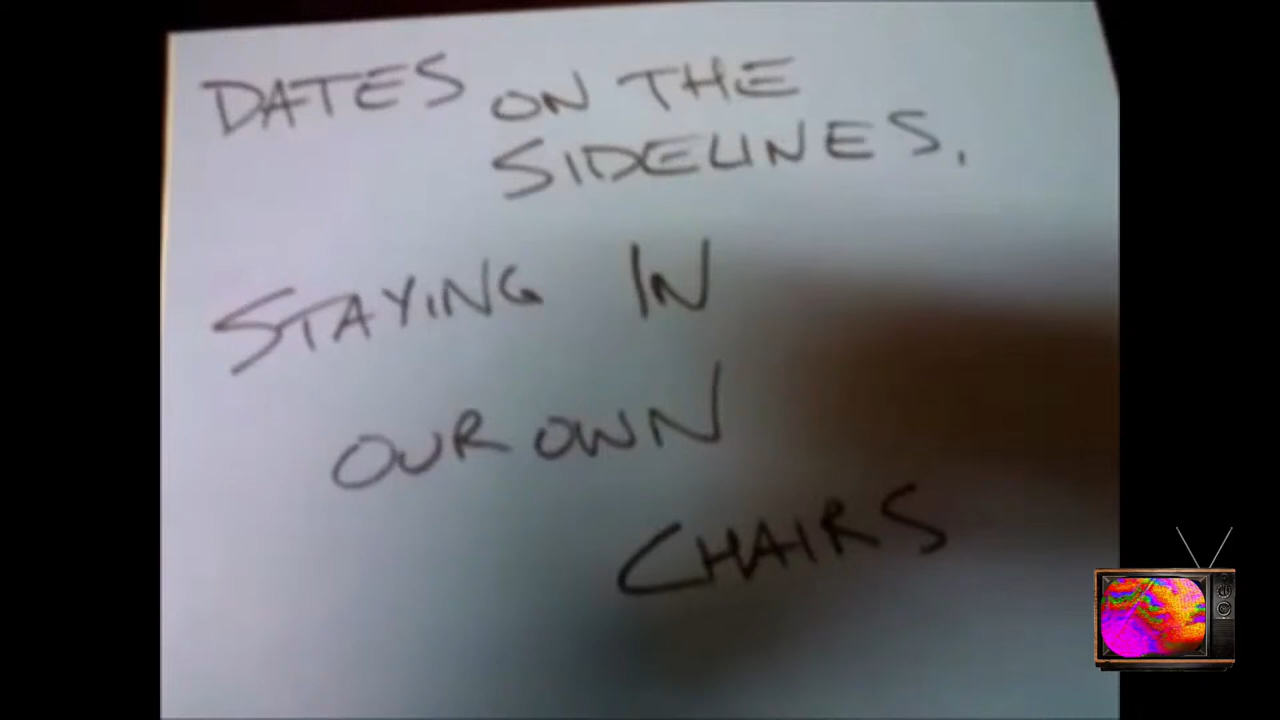 DATES ON THE
SIDELINES.
STAYING IN
OUR OWN
CHAIRS